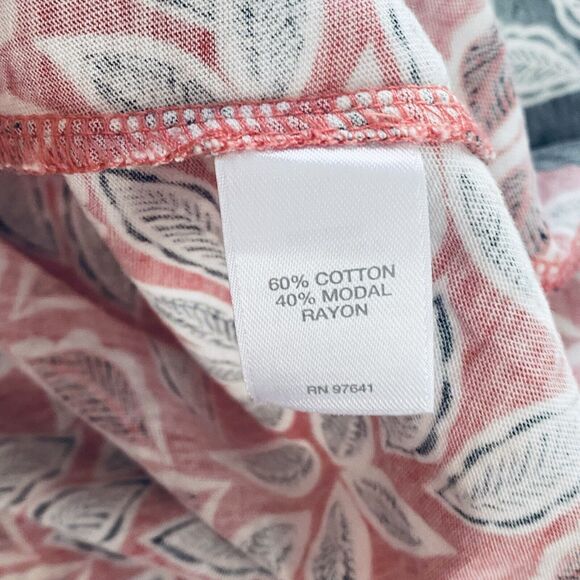 60% COTTON
40% MODAL
RAYON
RN 97641